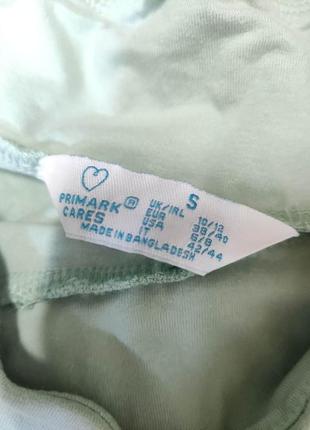 PRIMARK®
CARES
S
UK/IRL 10/12
EUR 38/40
USA 6/8
IT 42/44
MADE IN BANGLADESH